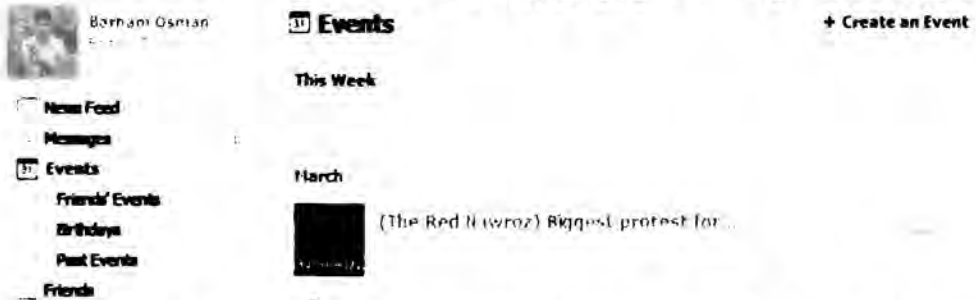 Barham Osman
News Feed
Messages
Events
Friends' Events
Birthdays
Past Events
Friends
Events
+ Create an Event
This Week
March
(The Red Nawroz) Biggest protest for...